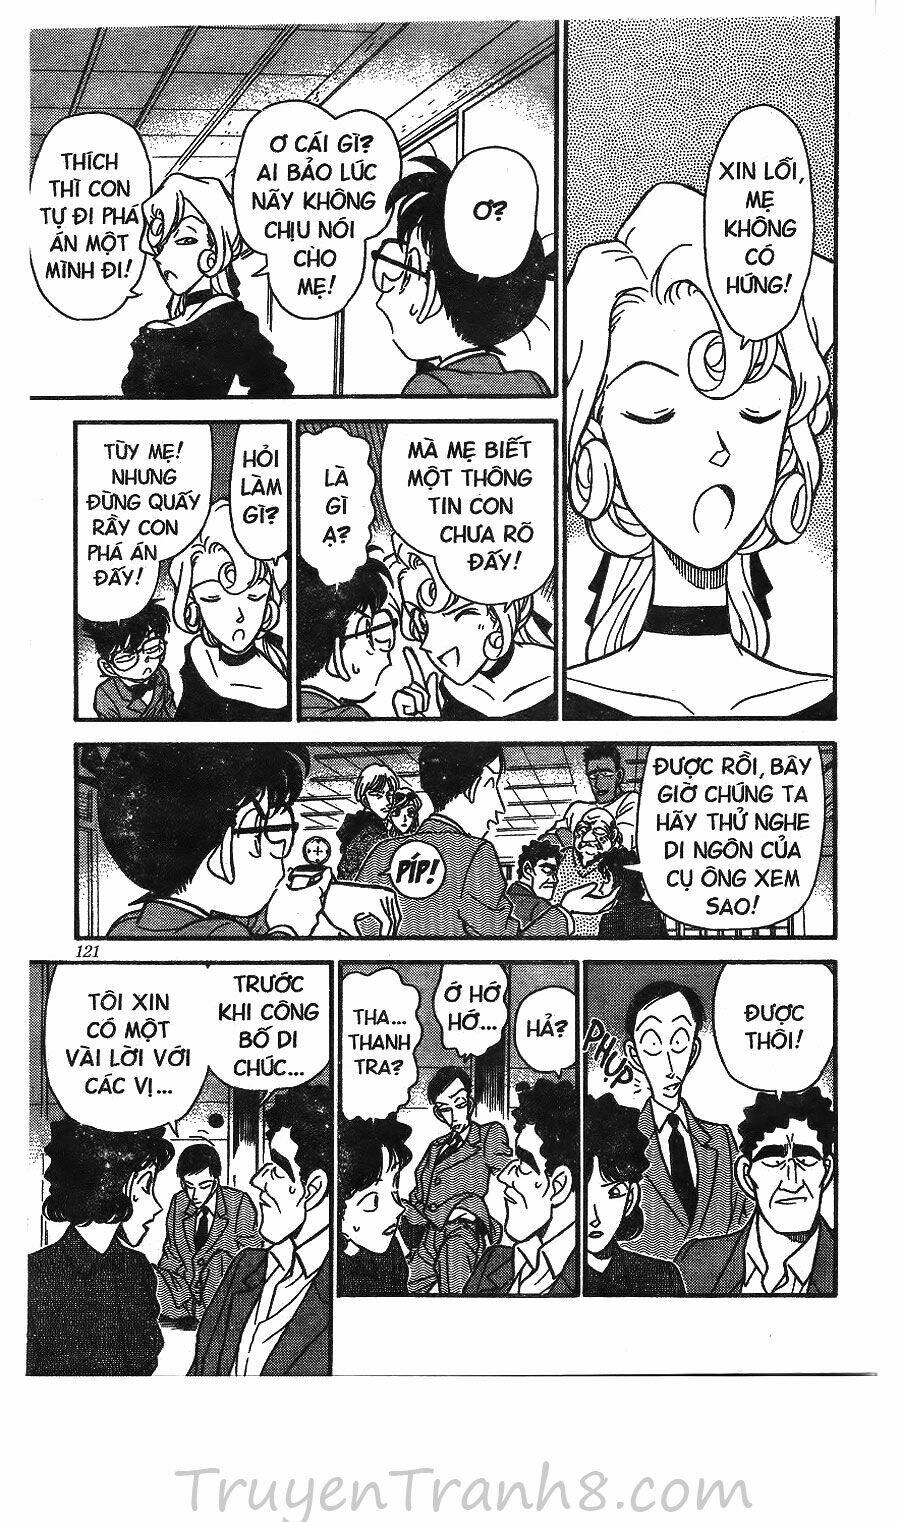 XIN LỖI,
MẸ
KHÔNG
CÓ
HỨNG!
Ơ?
Ơ CÁI GÌ?
AI BẢO LÚC
NÃY KHÔNG
CHỊU NÓI
CHO
MẸ!
THÍCH
THÌ CON
TỰ ĐI PHÁ
ÁN MỘT
MÌNH ĐI!
MÀ MẸ BIẾT
MỘT THÔNG
TIN CON
CHƯA RÕ
ĐẤY!
LÀ
GÌ
Ạ?
HỎI
LÀM
GÌ?
TÙY MẸ!
NHƯNG
ĐỪNG QUẤY
RẦY CON
PHÁ ÁN
ĐẤY!
ĐƯỢC RỒI, BÂY
GIỜ CHÚNG TA
HÃY THỬ NGHE
DI NGÔN CỦA
CỤ ÔNG XEM
SAO!
PÍP!
121
ĐƯỢC
THÔI!
PHỤP
HẢ?
Ớ HỚ
HỚ...
THA...
THANH
TRA?
TRƯỚC
KHI CÔNG
BỐ DI
CHÚC...
TÔI XIN
CÓ MỘT
VÀI LỜI VỚI
CÁC VỊ...
TruyenTranh8.com